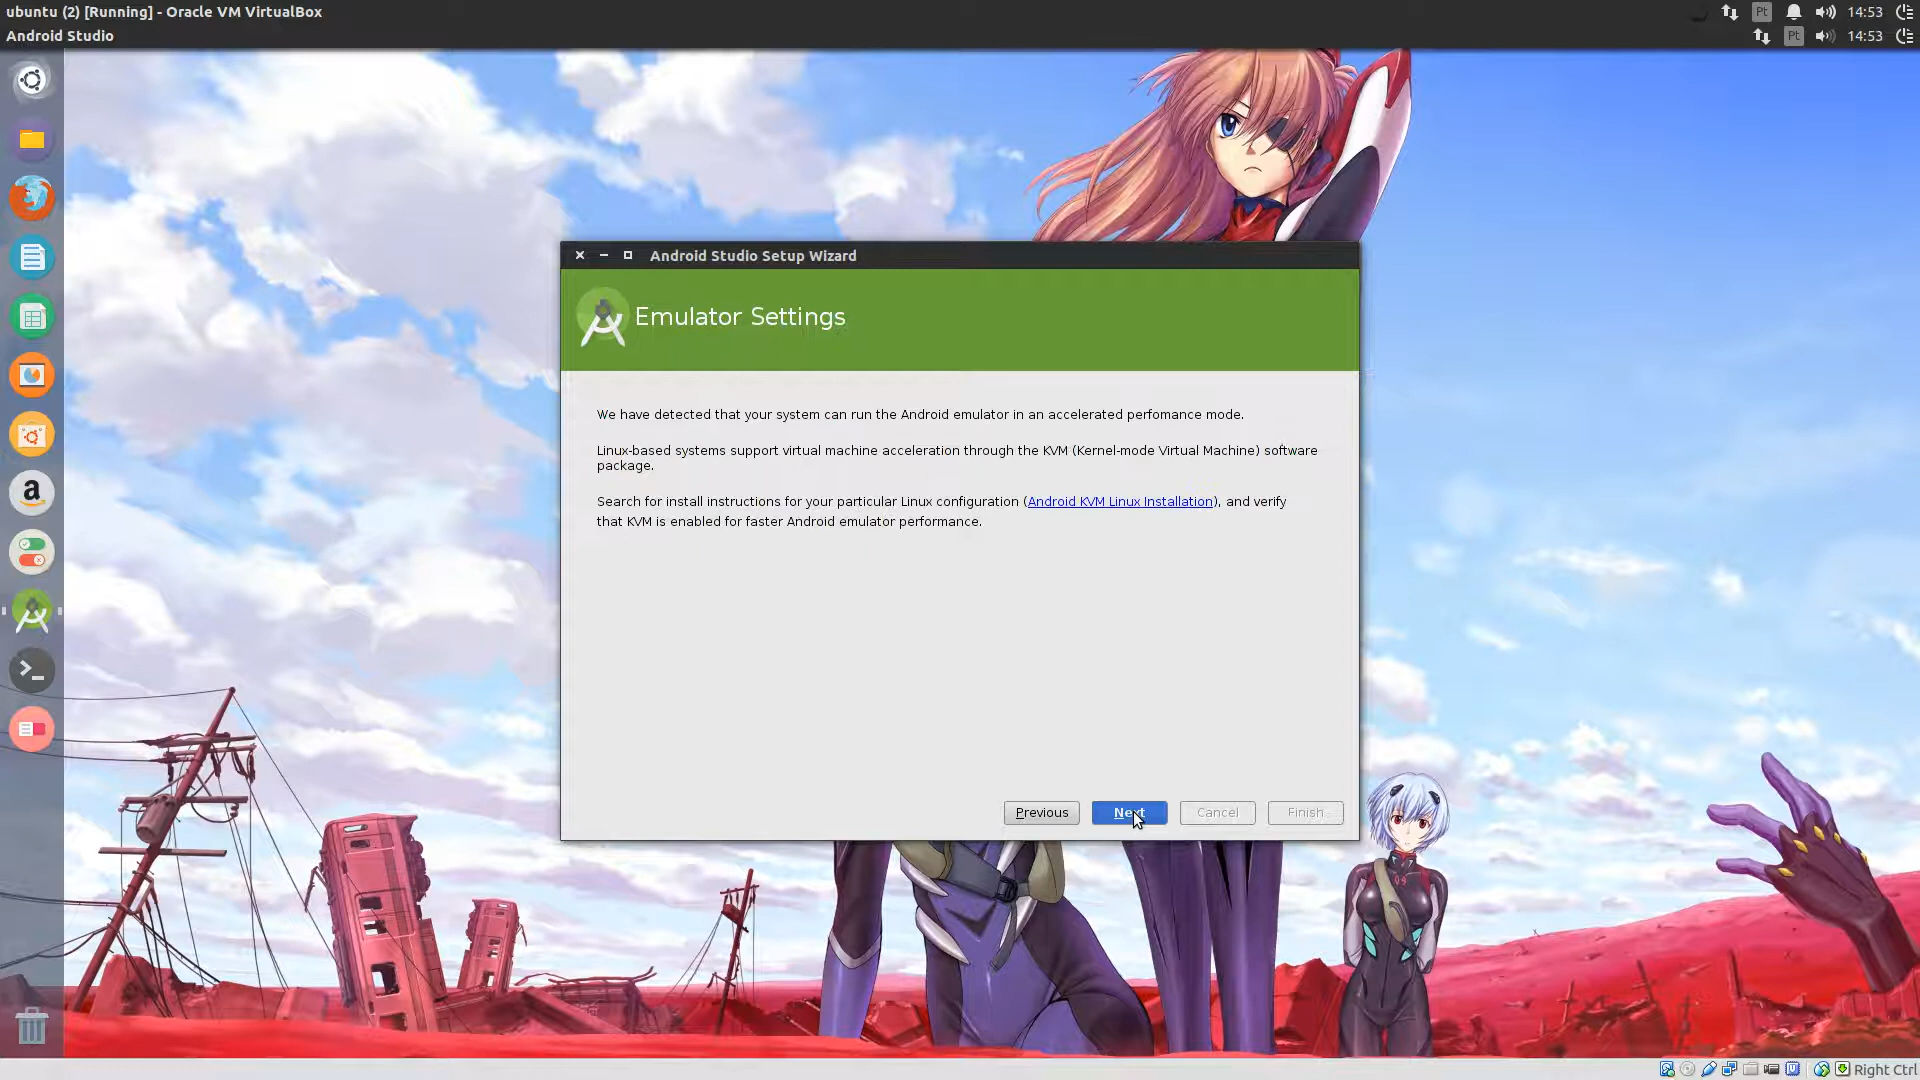 ubuntu (2) [Running] - Oracle VM VirtualBox
Pt
14:53
Android Studio
Pt
14:53
Android Studio Setup Wizard
Emulator Settings
We have detected that your system can run the Android emulator in an accelerated perfomance mode.
Linux-based systems support virtual machine acceleration through the KVM (Kernel-mode Virtual Machine) software
package.
Search for install instructions for your particular Linux configuration (Android KVM Linux Installation), and verify
that KVM is enabled for faster Android emulator performance.
Previous
Next
Cancel
Finish
a
09
Right Ctrl